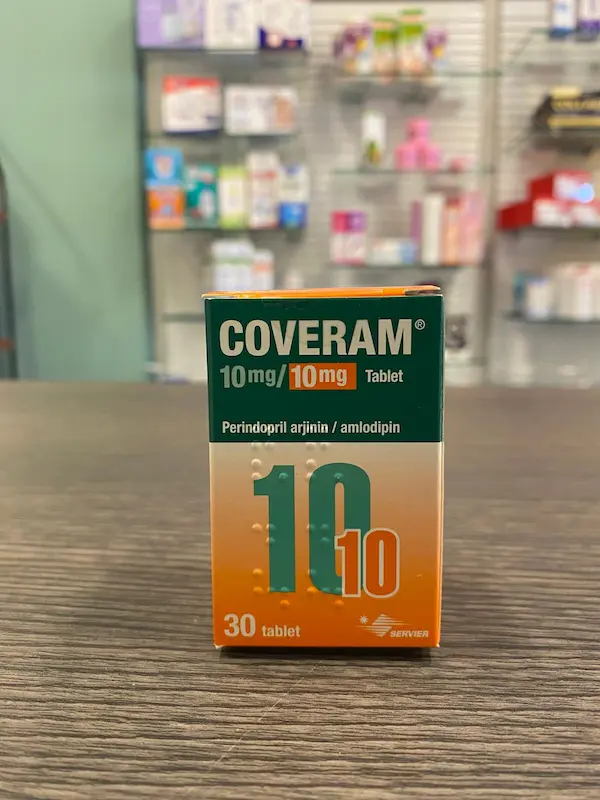 COVERAM®
10mg/10mg Tablet
Perindopril arjinin / amlodipin
10
10
30 tablet
SERVIER